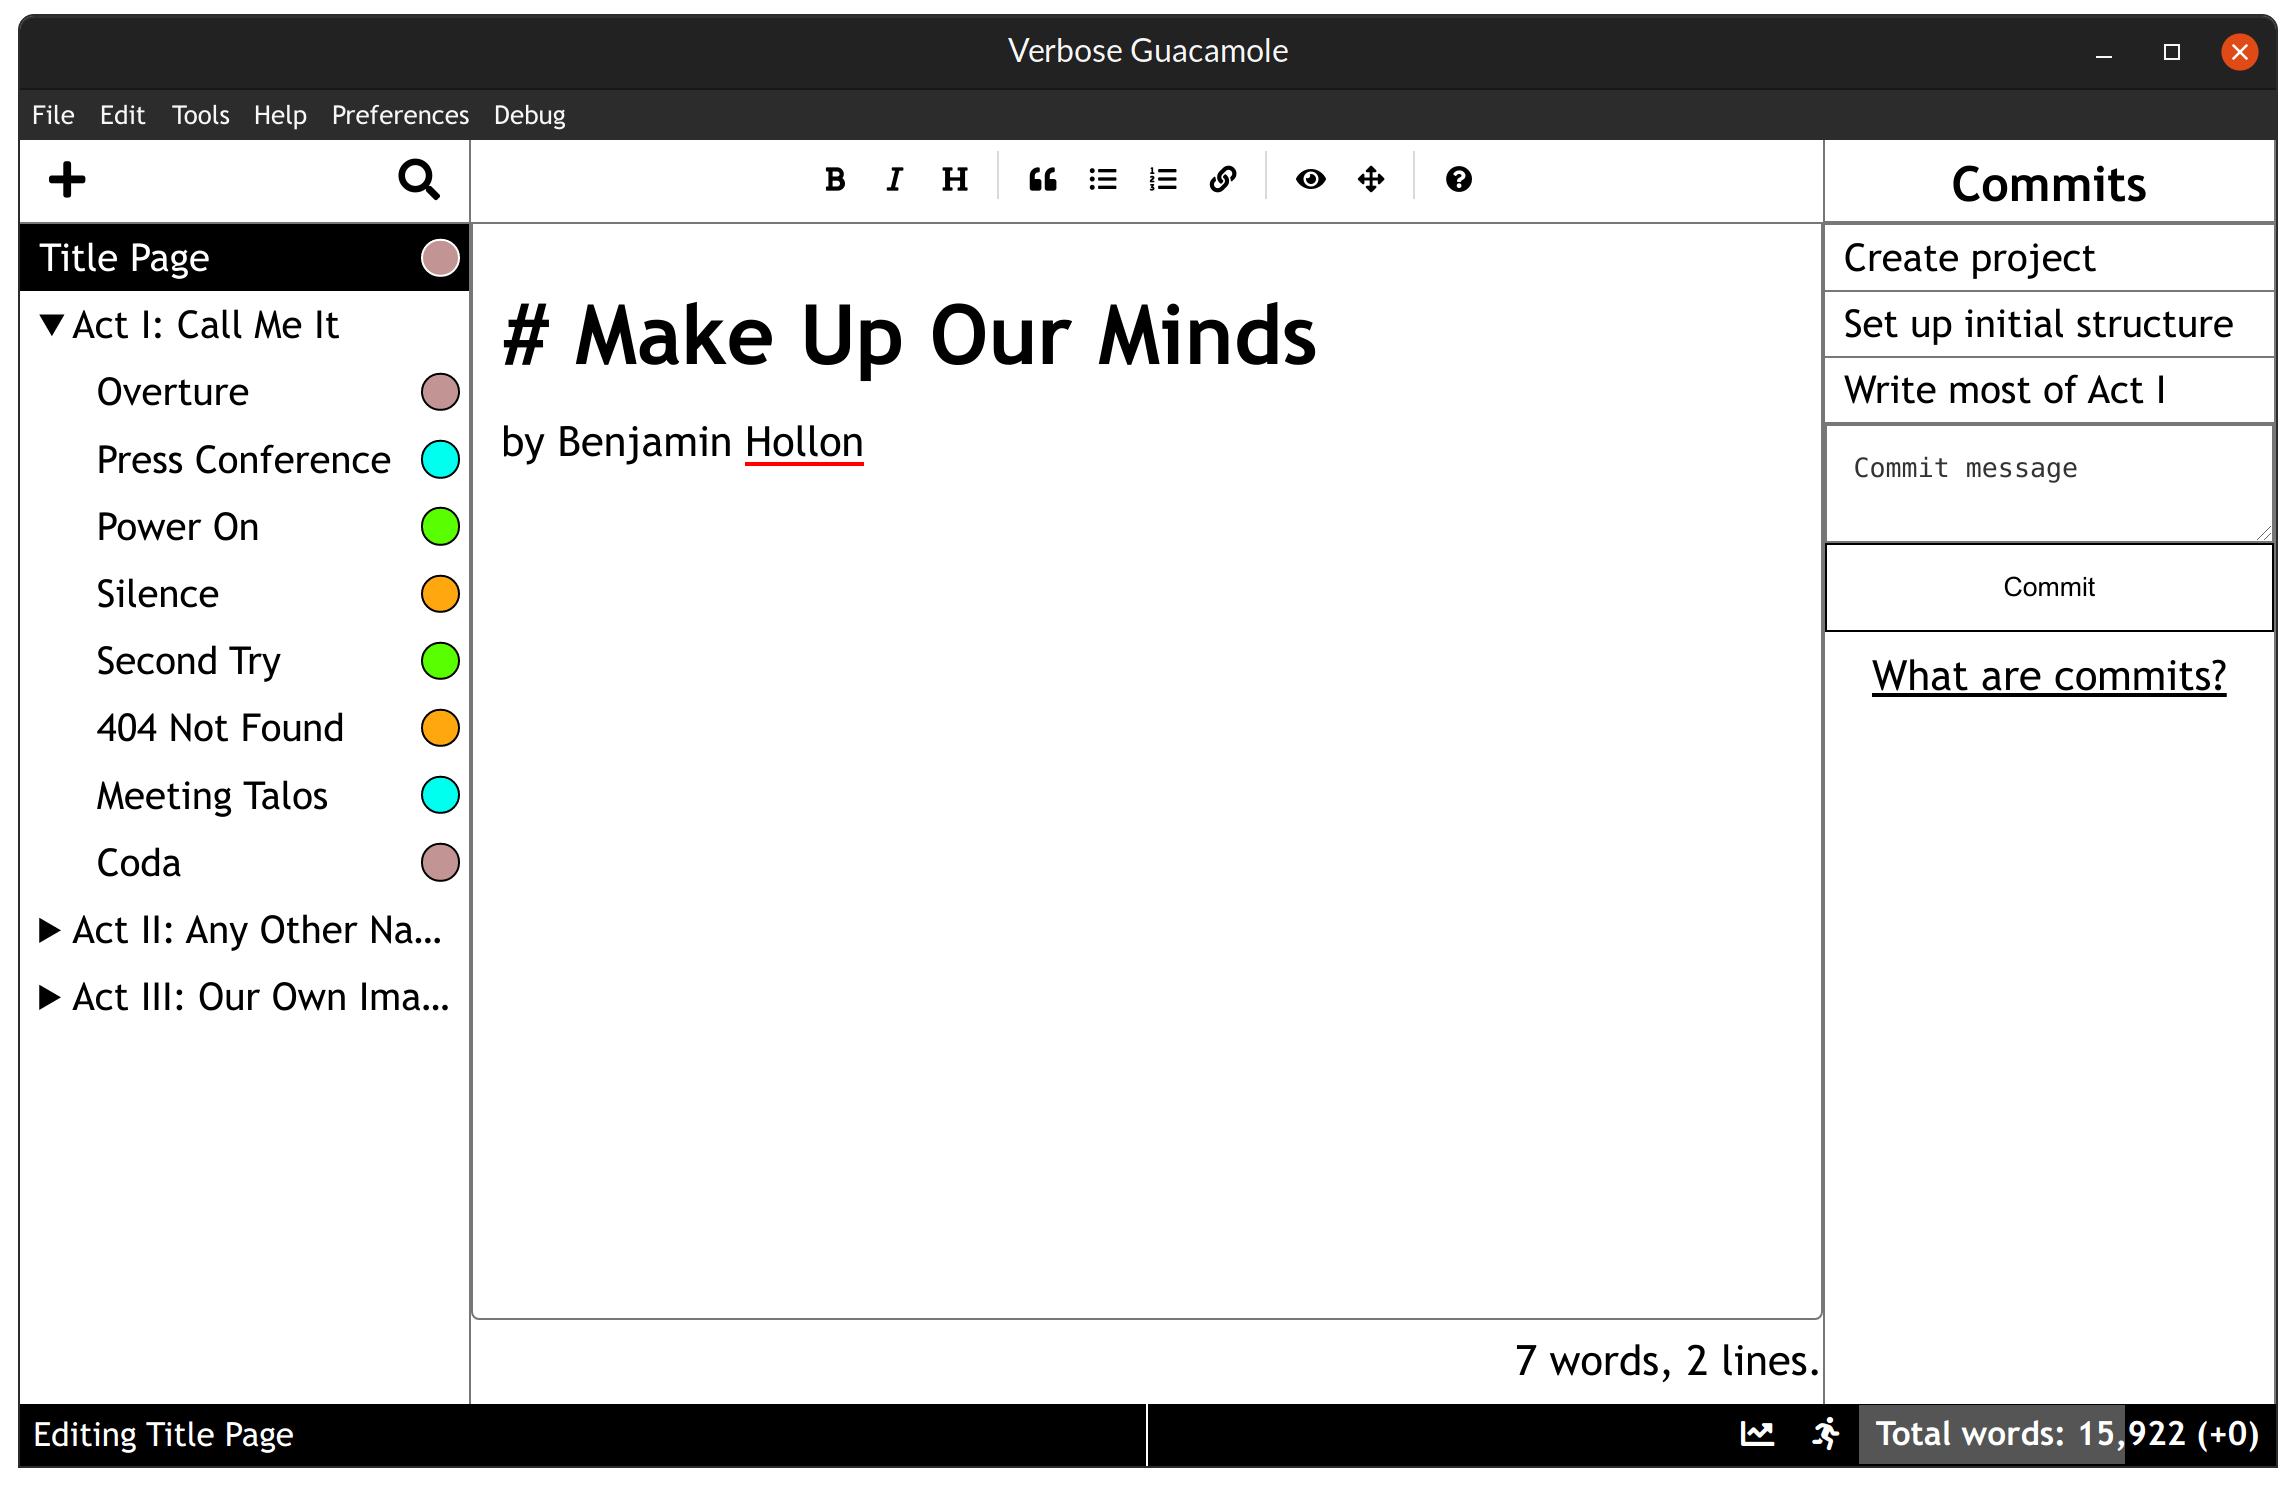 Verbose Guacamole
File Edit Tools Help Preferences Debug
B I H
Commits
Title Page
Act I: Call Me It
Overture
Press Conference
Power On
Silence
Second Try
404 Not Found
Meeting Talos
Coda
Act II: Any Other Na...
Act III: Our Own Ima...
# Make Up Our Minds
by Benjamin Hollon
7 words, 2 lines.
Create project
Set up initial structure
Write most of Act I
Commit message
Commit
What are commits?
Editing Title Page
Total words: 15,922 (+0)